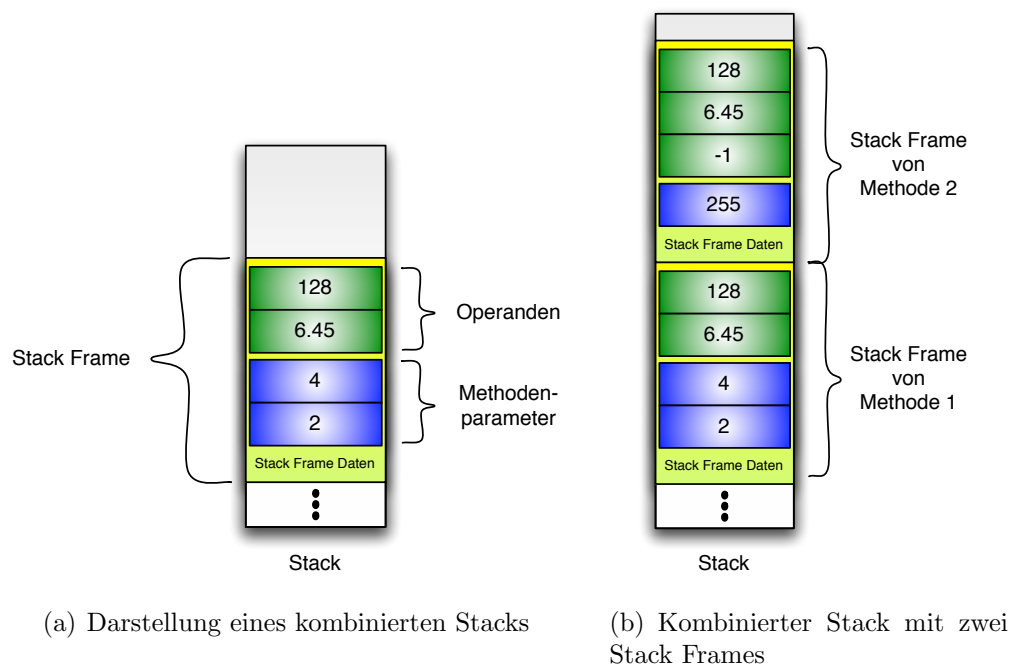 Stack Frame
128
6.45
4
2
Stack Frame Daten
Operanden
Methoden-
parameter
Stack
(a) Darstellung eines kombinierten Stacks
128
6.45
-1
255
Stack Frame Daten
128
6.45
4
2
Stack Frame Daten
Stack Frame
von
Methode 2
Stack Frame
von
Methode 1
Stack
(b) Kombinierter Stack mit zwei
Stack Frames